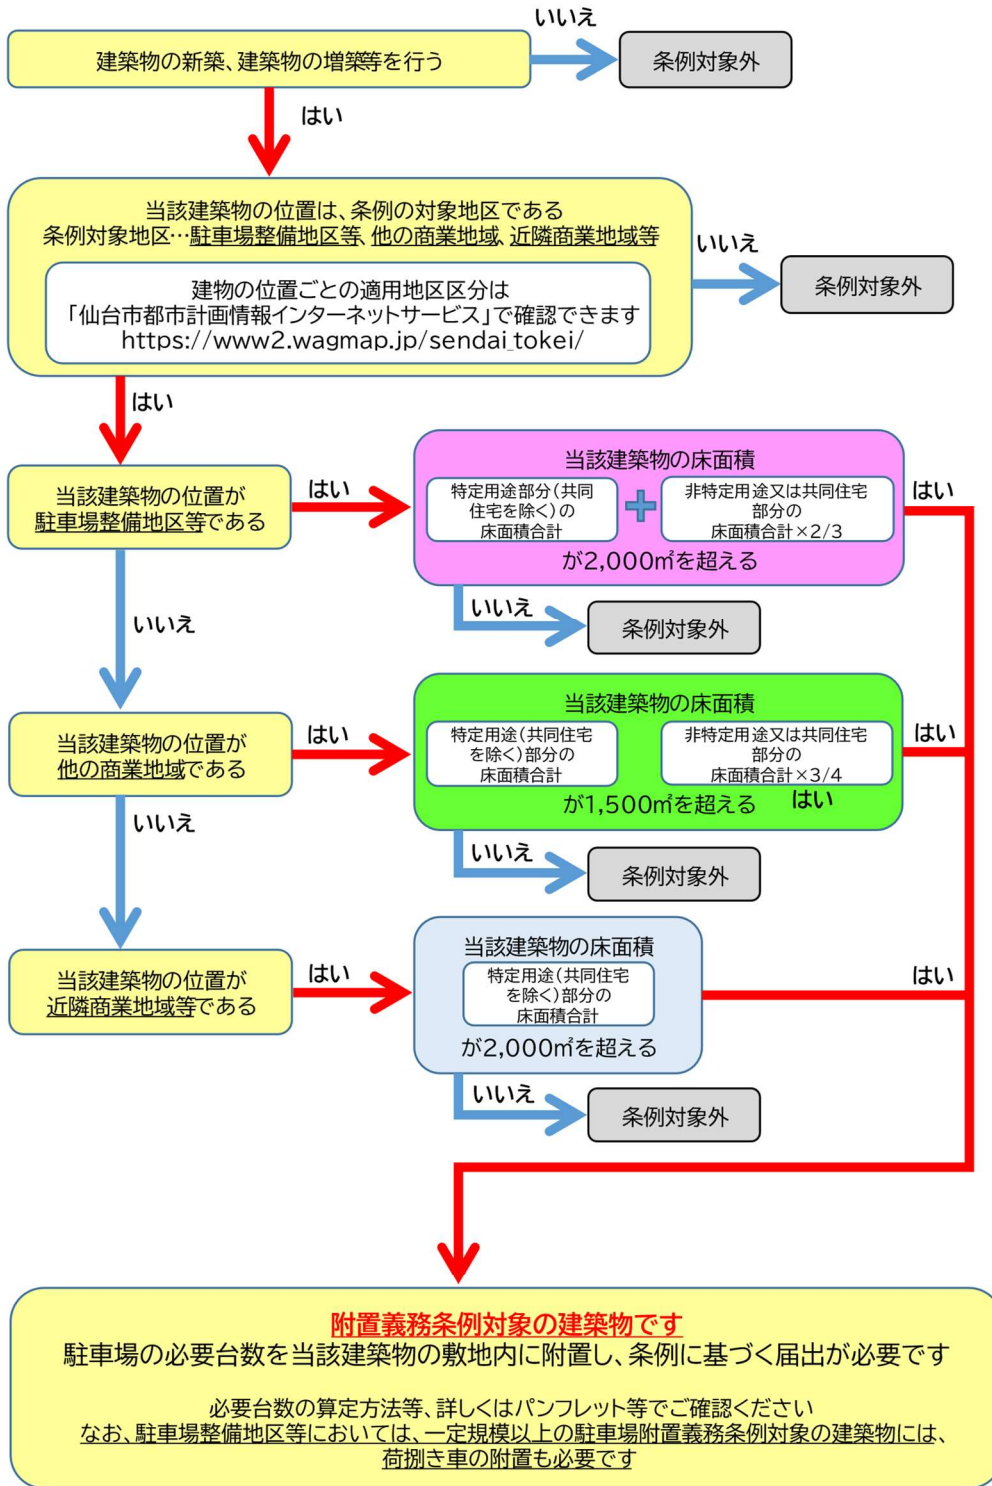 いいえ
建築物の新築、建築物の増築等を行う
条例対象外
はい
当該建築物の位置は、条例の対象地区である
条例対象地区…駐車場整備地区等、他の商業地域、近隣商業地域等
いいえ
建物の位置ごとの適用地区区分は
「仙台市都市計画情報インターネットサービス」で確認できます
https://www2.wagmap.jp/sendai_tokei/
条例対象外
はい
当該建築物の位置が
駐車場整備地区等である
はい
当該建築物の床面積
特定用途部分(共同
住宅を除く)の
床面積合計
+
非特定用途又は共同住宅
部分の
床面積合計×2/3
が2,000㎡を超える
はい
いいえ
条例対象外
いいえ
当該建築物の位置が
他の商業地域である
はい
当該建築物の床面積
特定用途(共同住宅
を除く)部分の
床面積合計
非特定用途又は共同住宅
部分の
床面積合計×3/4
が1,500㎡を超える
はい
はい
いいえ
条例対象外
いいえ
当該建築物の位置が
近隣商業地域等である
はい
当該建築物の床面積
特定用途(共同住宅
を除く)部分の
床面積合計
が2,000㎡を超える
はい
いいえ
条例対象外
附置義務条例対象の建築物です
駐車場の必要台数を当該建築物の敷地内に附置し、条例に基づく届出が必要です
必要台数の算定方法等、詳しくはパンフレット等でご確認ください
なお、駐車場整備地区等においては、一定規模以上の駐車場附置義務条例対象の建築物には、
荷捌き車の附置も必要です